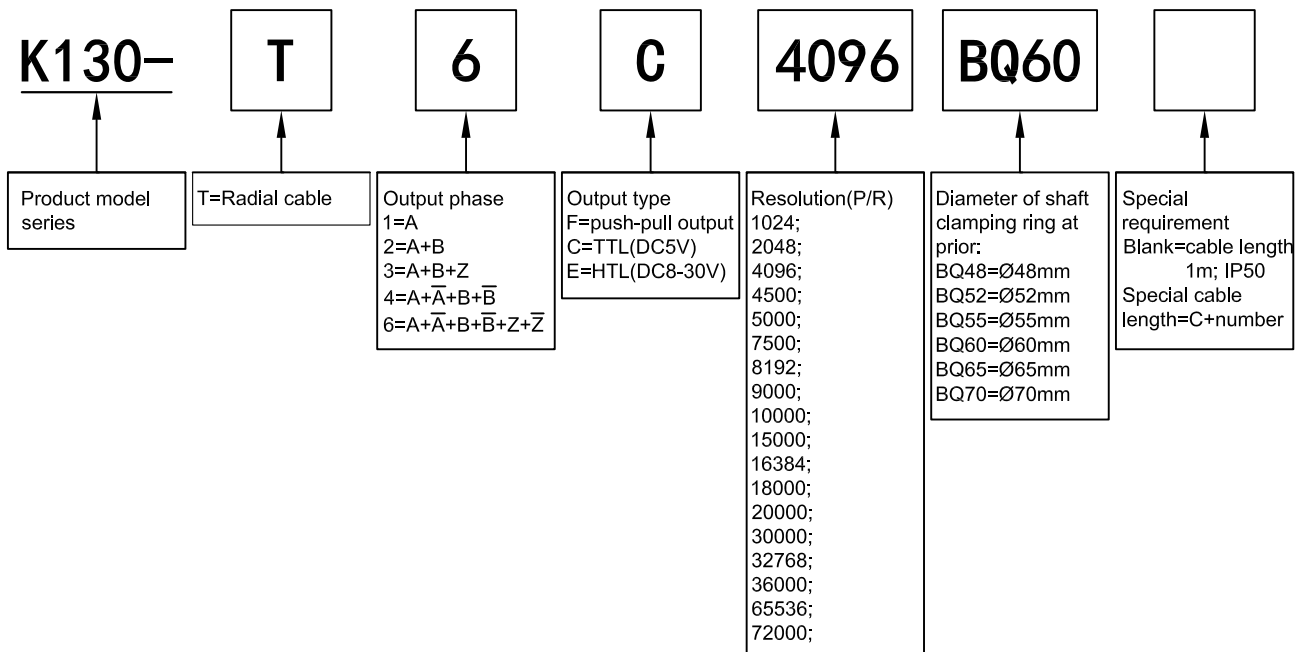 K130- T 6 C 4096 BQ60
Product model
series
T=Radial cable
Output phase
1=A
2=A+B
3=A+B+Z
4=A+A̅+B+B̅
6=A+A̅+B+B̅+Z+Z̅
Output type
F=push-pull output
C=TTL(DC5V)
E=HTL(DC8-30V)
Resolution(P/R)
1024;
2048;
4096;
4500;
5000;
7500;
8192;
9000;
10000;
15000;
16384;
18000;
20000;
30000;
32768;
36000;
65536;
72000;
Diameter of shaft
clamping ring at
prior:
BQ48=Ø48mm
BQ52=Ø52mm
BQ55=Ø55mm
BQ60=Ø60mm
BQ65=Ø65mm
BQ70=Ø70mm
Special
requirement
Blank=cable length
1m; IP50
Special cable
length=C+number